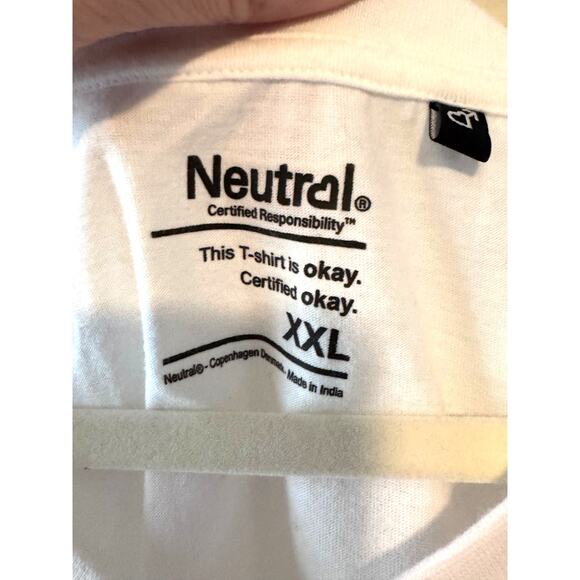 Neutral®
Certified Responsibility™
This T-shirt is okay.
Certified okay.
XXL
Neutral® - Copenhagen Denmark. Made in India